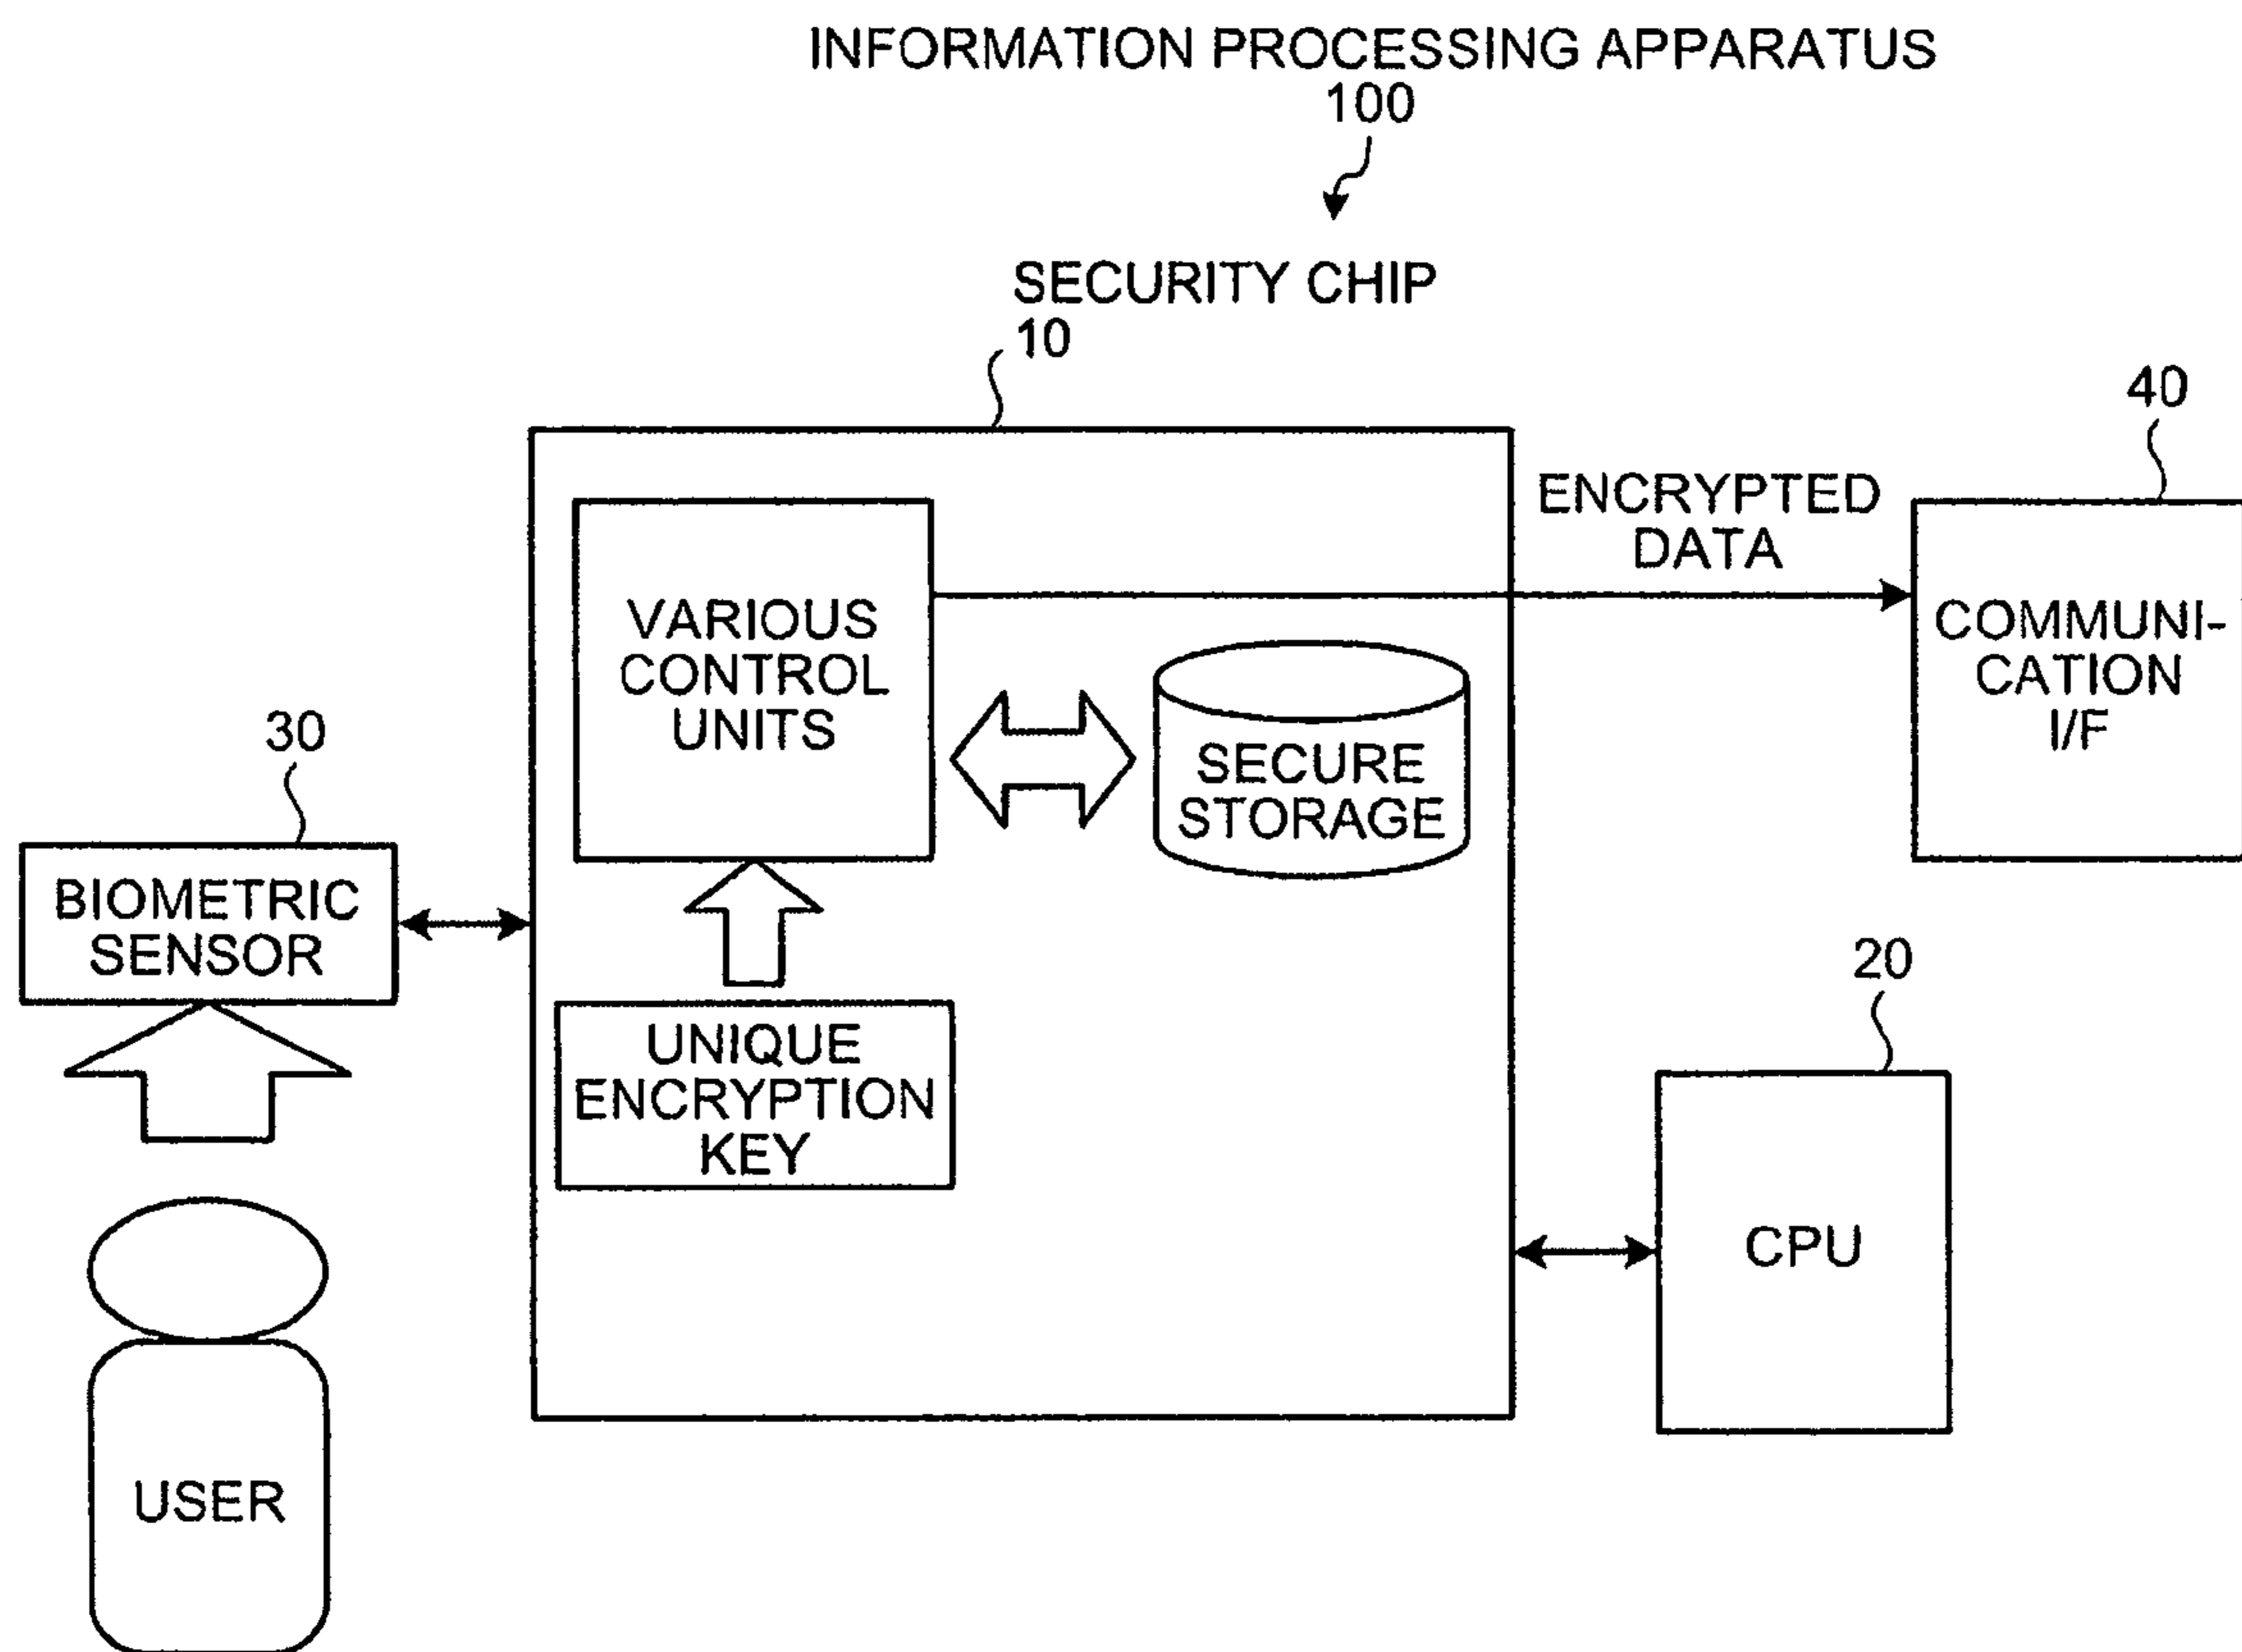 INFORMATION PROCESSING APPARATUS
100
SECURITY CHIP
10
40
ENCRYPTED
DATA
VARIOUS
CONTROL
UNITS
COMMUNI-
CATION
I/F
30
SECURE
STORAGE
BIOMETRIC
SENSOR
20
UNIQUE
ENCRYPTION
KEY
CPU
USER